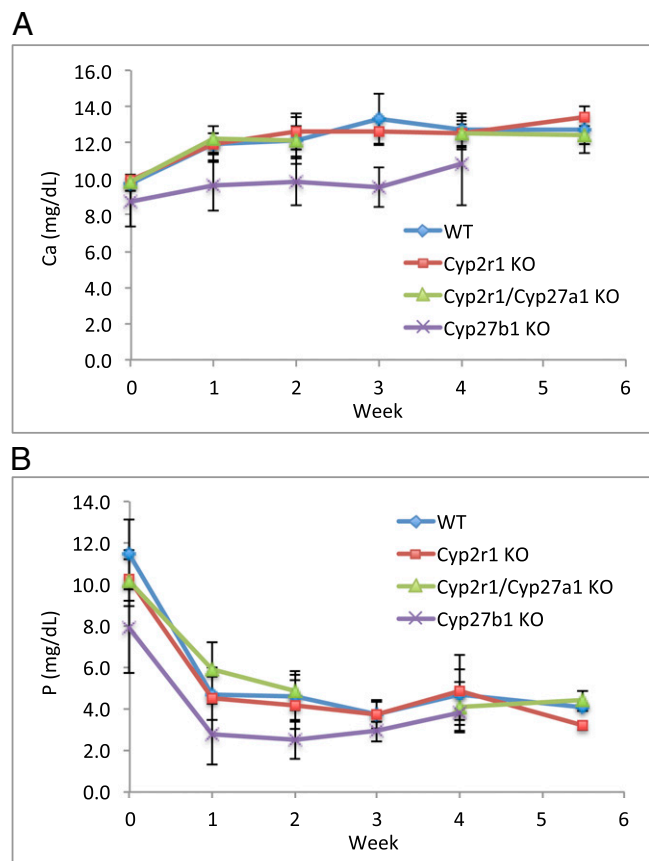 A
16.0
14.0
12.0
10.0
8.0
6.0
4.0
2.0
0.0
Ca (mg/dL)
WT
Cyp2r1 KO
Cyp2r1/Cyp27a1 KO
Cyp27b1 KO
0 1 2 3 4 5 6
Week
B
14.0
12.0
10.0
8.0
6.0
4.0
2.0
0.0
P (mg/dL)
WT
Cyp2r1 KO
Cyp2r1/Cyp27a1 KO
Cyp27b1 KO
0 1 2 3 4 5 6
Week